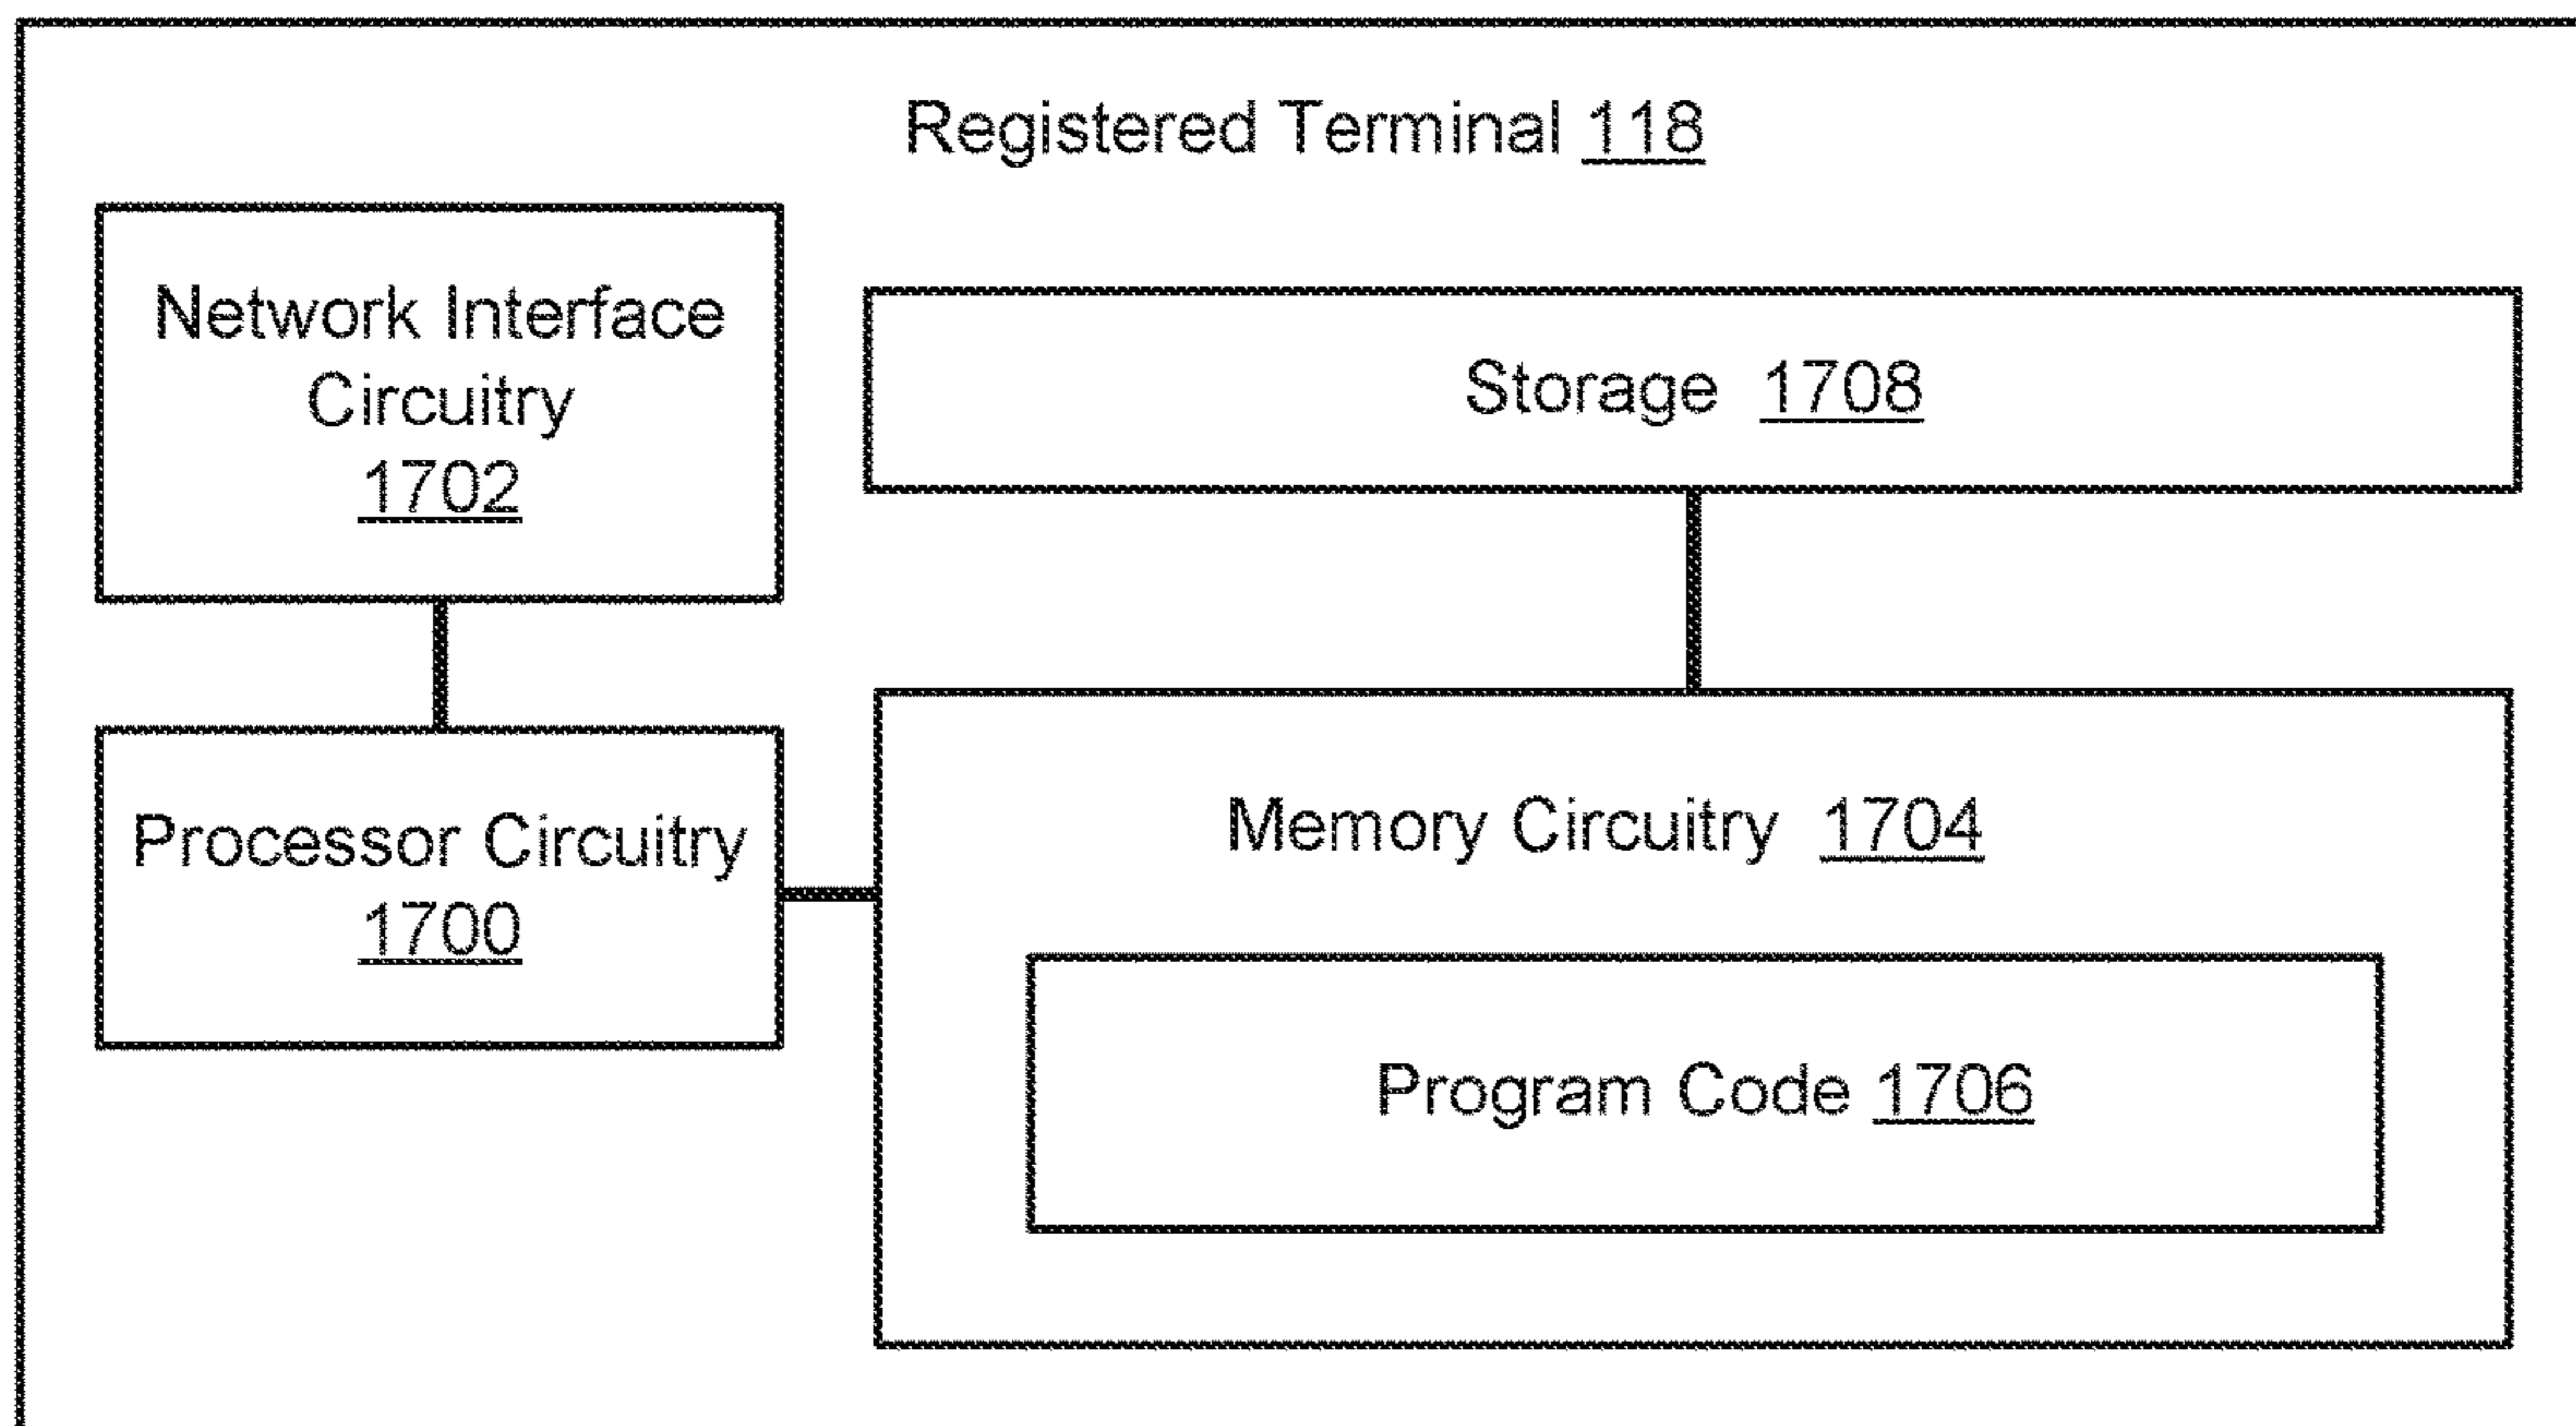 Registered Terminal 118
Network Interface
Circuitry
1702
Storage 1708
Processor Circuitry
1700
Memory Circuitry 1704
Program Code 1706